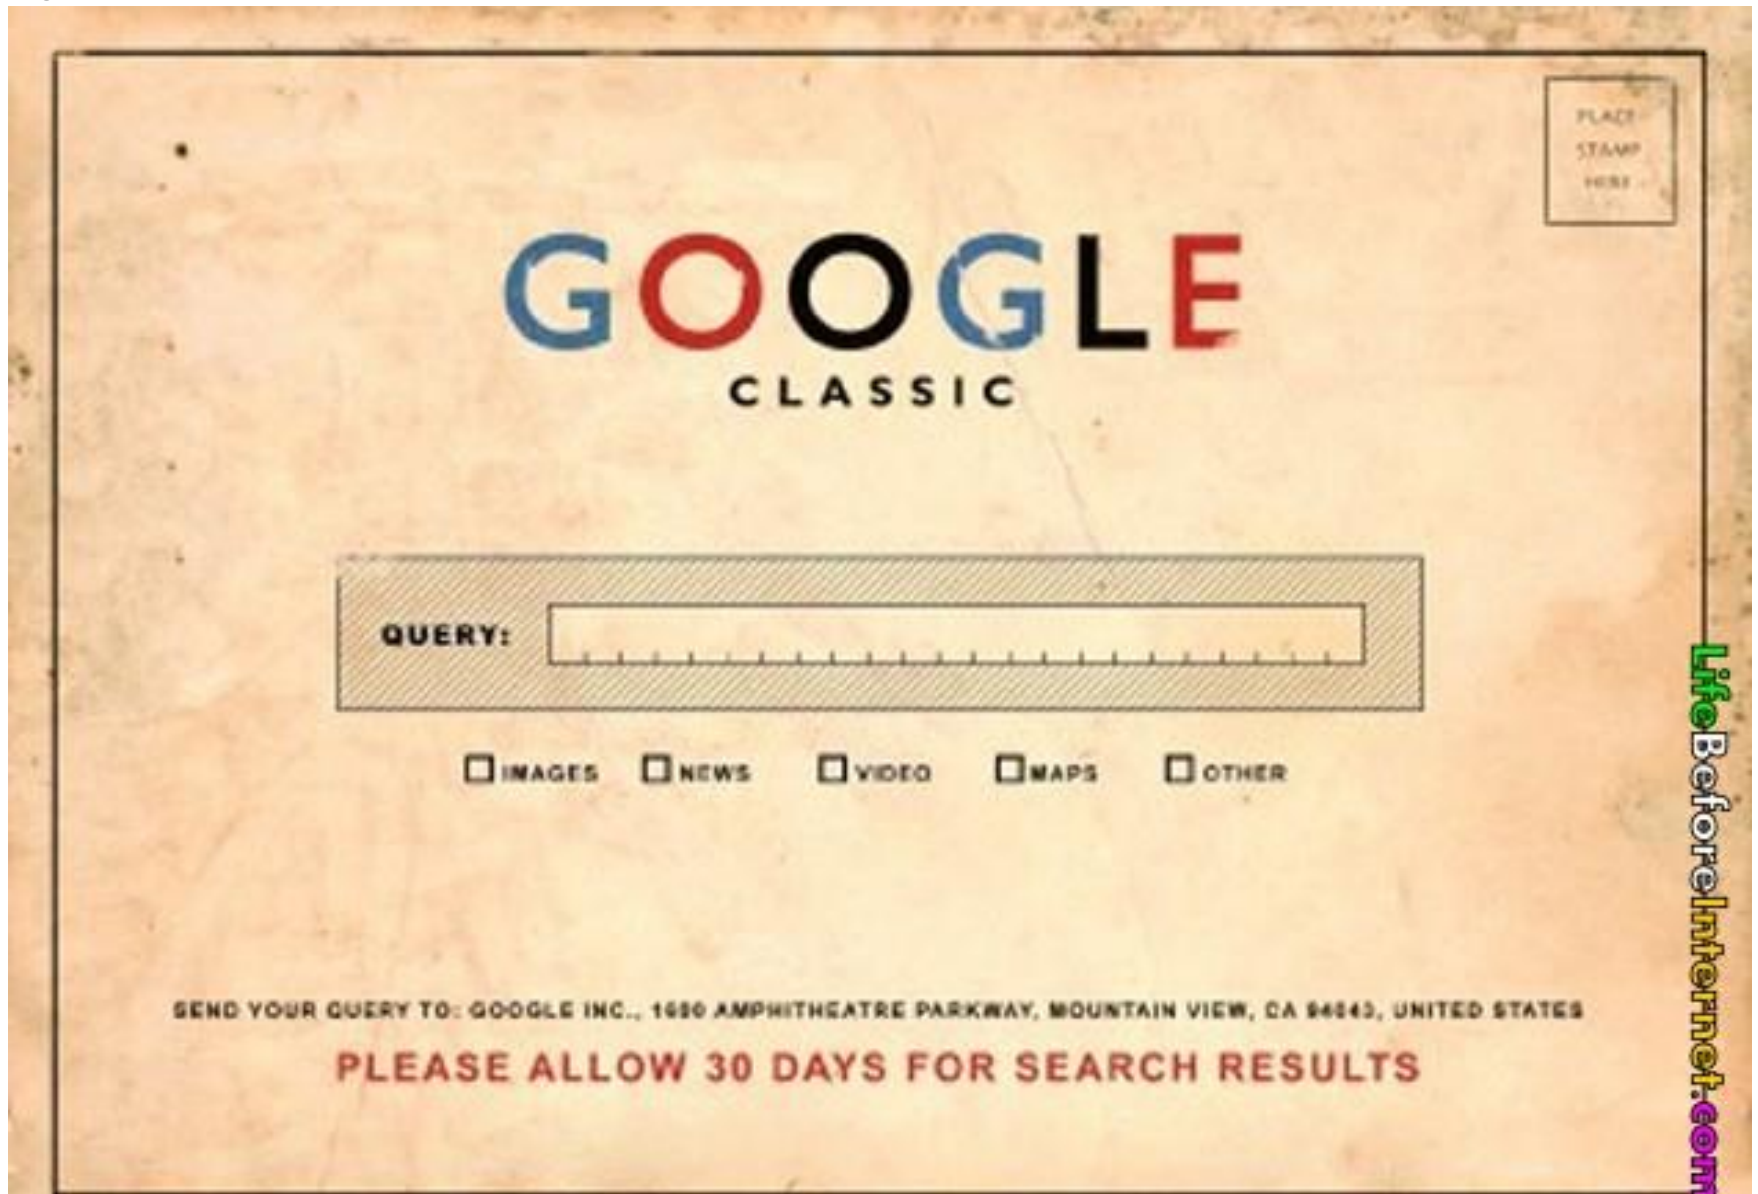 PLACE
STAMP
HERE
GOOGLE
CLASSIC
QUERY:
IMAGES NEWS VIDEO MAPS OTHER
SEND YOUR QUERY TO: GOOGLE INC., 1600 AMPHITHEATRE PARKWAY, MOUNTAIN VIEW, CA 94043, UNITED STATES
PLEASE ALLOW 30 DAYS FOR SEARCH RESULTS
LifeBeforeInternet.com